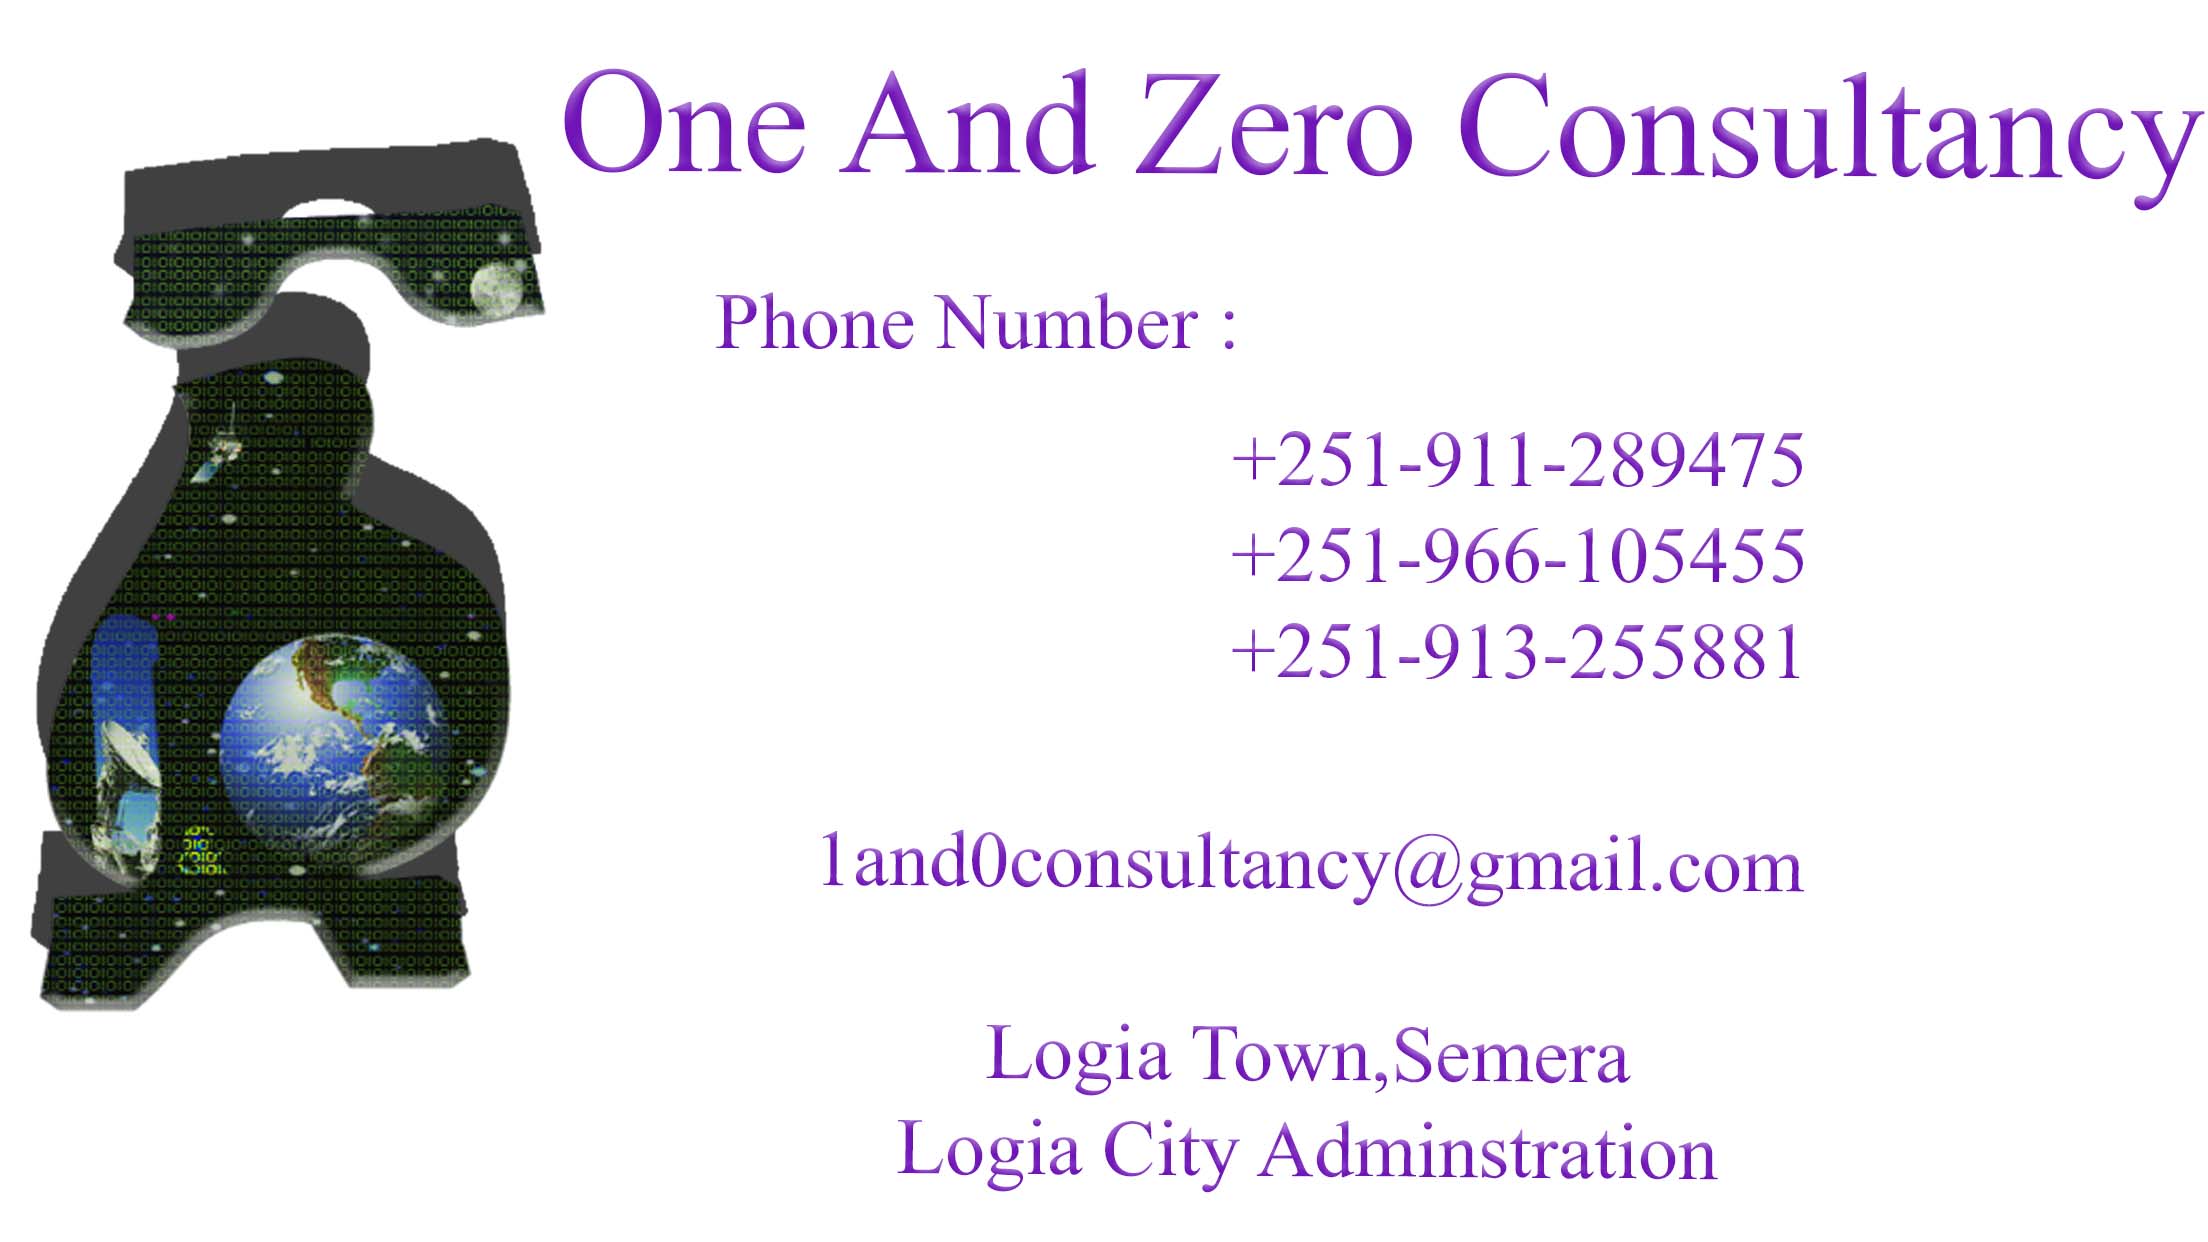 One And Zero Consultancy
Phone Number :
+251-911-289475
+251-966-105455
+251-913-255881
1and0consultancy@gmail.com
Logia Town,Semera
Logia City Adminstration